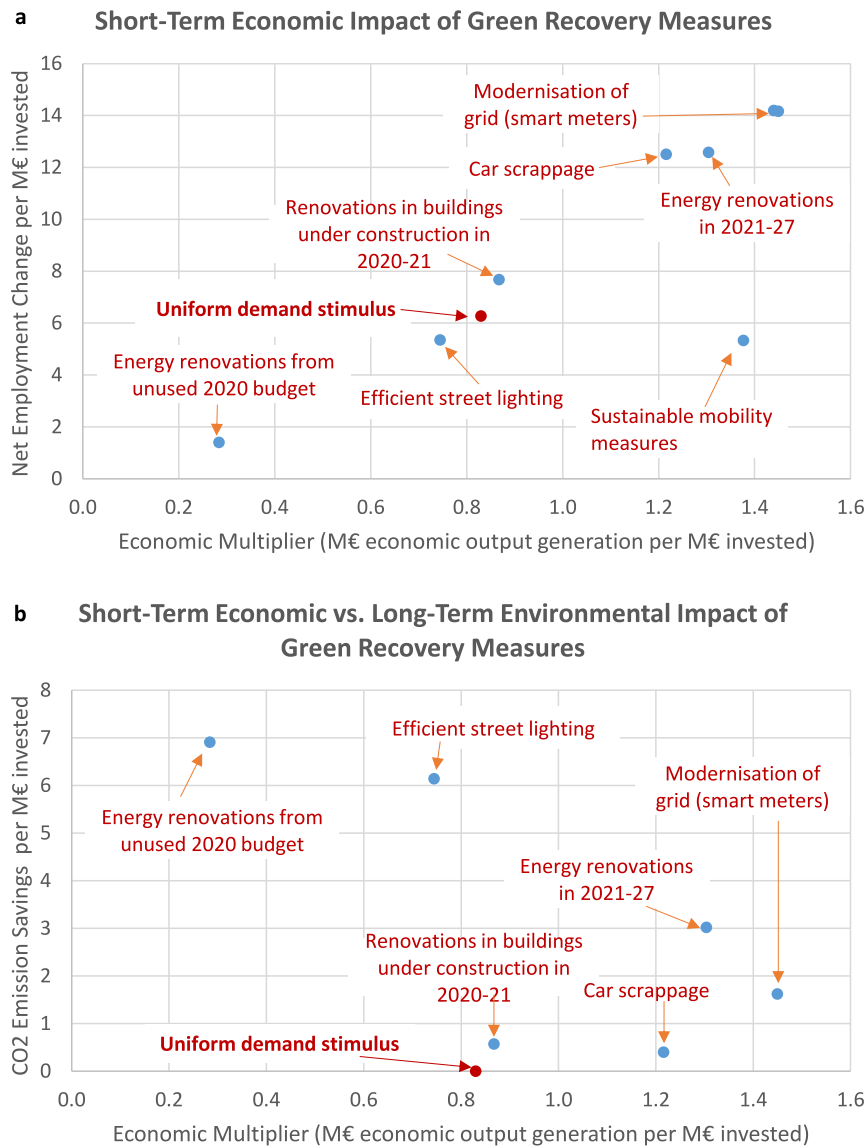 a
Short-Term Economic Impact of Green Recovery Measures
Net Employment Change per M€ invested
16
14
12
10
8
6
4
2
0
Modernisation of
grid (smart meters)
Car scrappage
Energy renovations
in 2021-27
Renovations in buildings
under construction in
2020-21
Uniform demand stimulus
Energy renovations from
unused 2020 budget
Efficient street lighting
Sustainable mobility
measures
0.0 0.2 0.4 0.6 0.8 1.0 1.2 1.4 1.6
Economic Multiplier (M€ economic output generation per M€ invested)
b
Short-Term Economic vs. Long-Term Environmental Impact of
Green Recovery Measures
CO2 Emission Savings per M€ invested
8
7
6
5
4
3
2
1
0
Efficient street lighting
Modernisation of
grid (smart meters)
Energy renovations from
unused 2020 budget
Energy renovations
in 2021-27
Renovations in buildings
under construction in
2020-21
Car scrappage
Uniform demand stimulus
0.0 0.2 0.4 0.6 0.8 1.0 1.2 1.4 1.6
Economic Multiplier (M€ economic output generation per M€ invested)